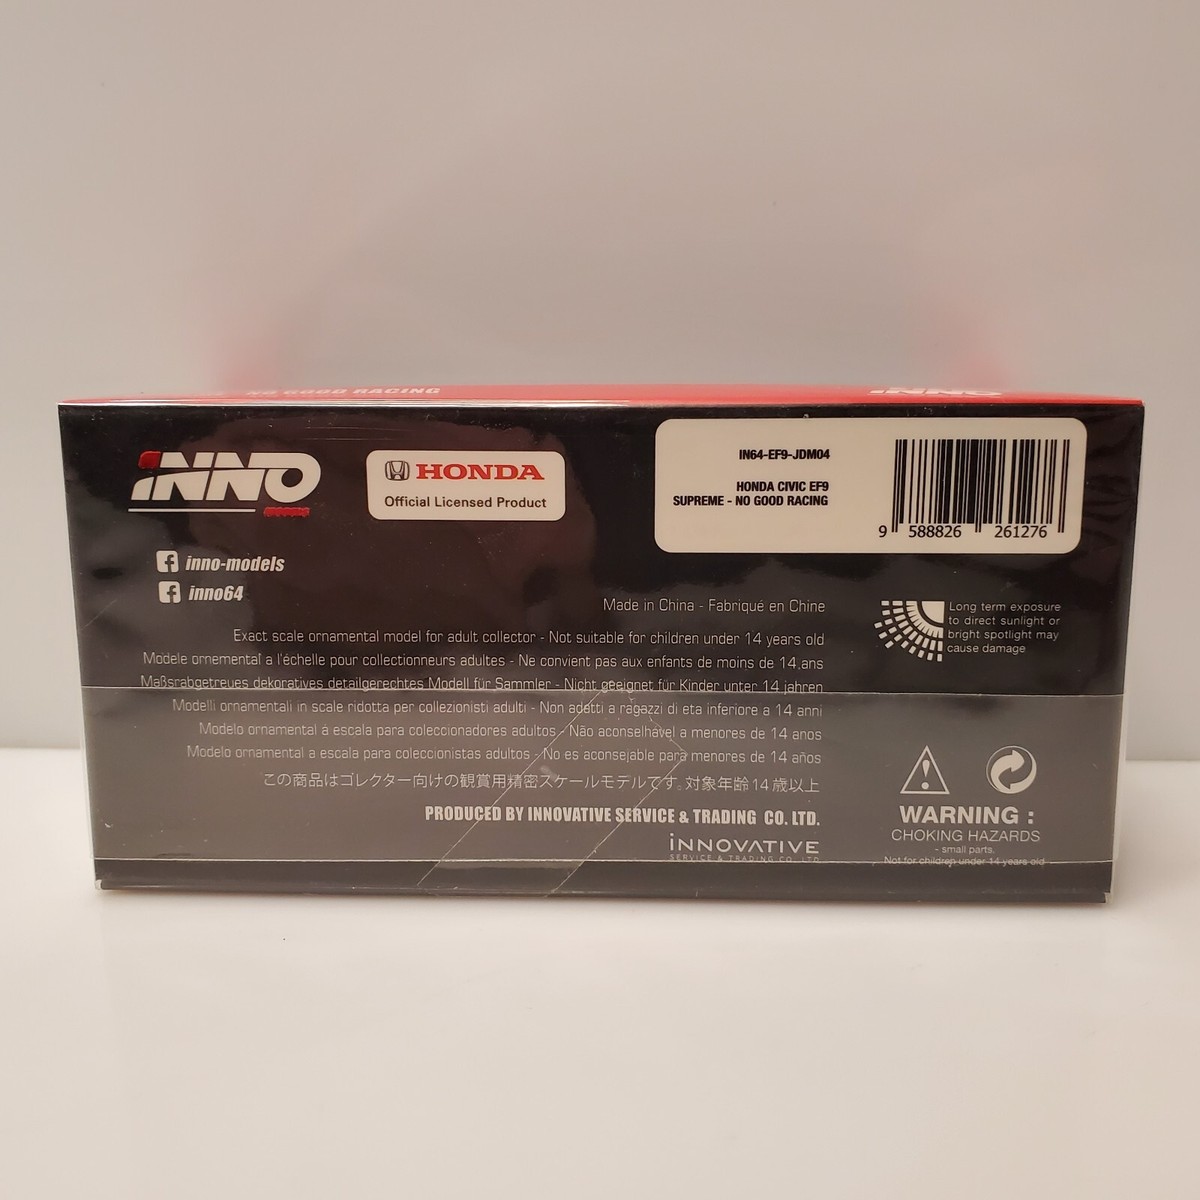 NO GOOD RACING
INNO
INNO
HONDA
Official Licensed Product
IN64-EF9-JDM04
HONDA CIVIC EF9
SUPREME - NO GOOD RACING
9 588826 261276
inno-models
inno64
Made in China - Fabriqué en Chine
Exact scale ornamental model for adult collector - Not suitable for children under 14 years old
Modele ornemental a l'échelle pour collectionneurs adultes - Ne convient pas aux enfants de moins de 14 ans
Maßsrabgetreues dekoratives detailgerechtes Modell für Sammler - Nicht geeignet für Kinder unter 14 jahren
Modelli ornamentali in scale ridotta per collezionisti adulti - Non adatti a ragazzi di eta inferiore a 14 anni
Modelo ornamental á escala para coleccionadores adultos - Não aconselhável a menores de 14 anos
Modelo ornamental a escala para coleccionistas adultos - No es aconsejable para menores de 14 años
この商品はコレクター向けの観賞用精密スケールモデルです。対象年齢14歳以上
PRODUCED BY INNOVATIVE SERVICE & TRADING CO. LTD.
INNOVATIVE
SERVICE & TRADING CO. LTD
Long term exposure
to direct sunlight or
bright spotlight may
cause damage
WARNING :
CHOKING HAZARDS
- small parts.
Not for children under 14 years old -